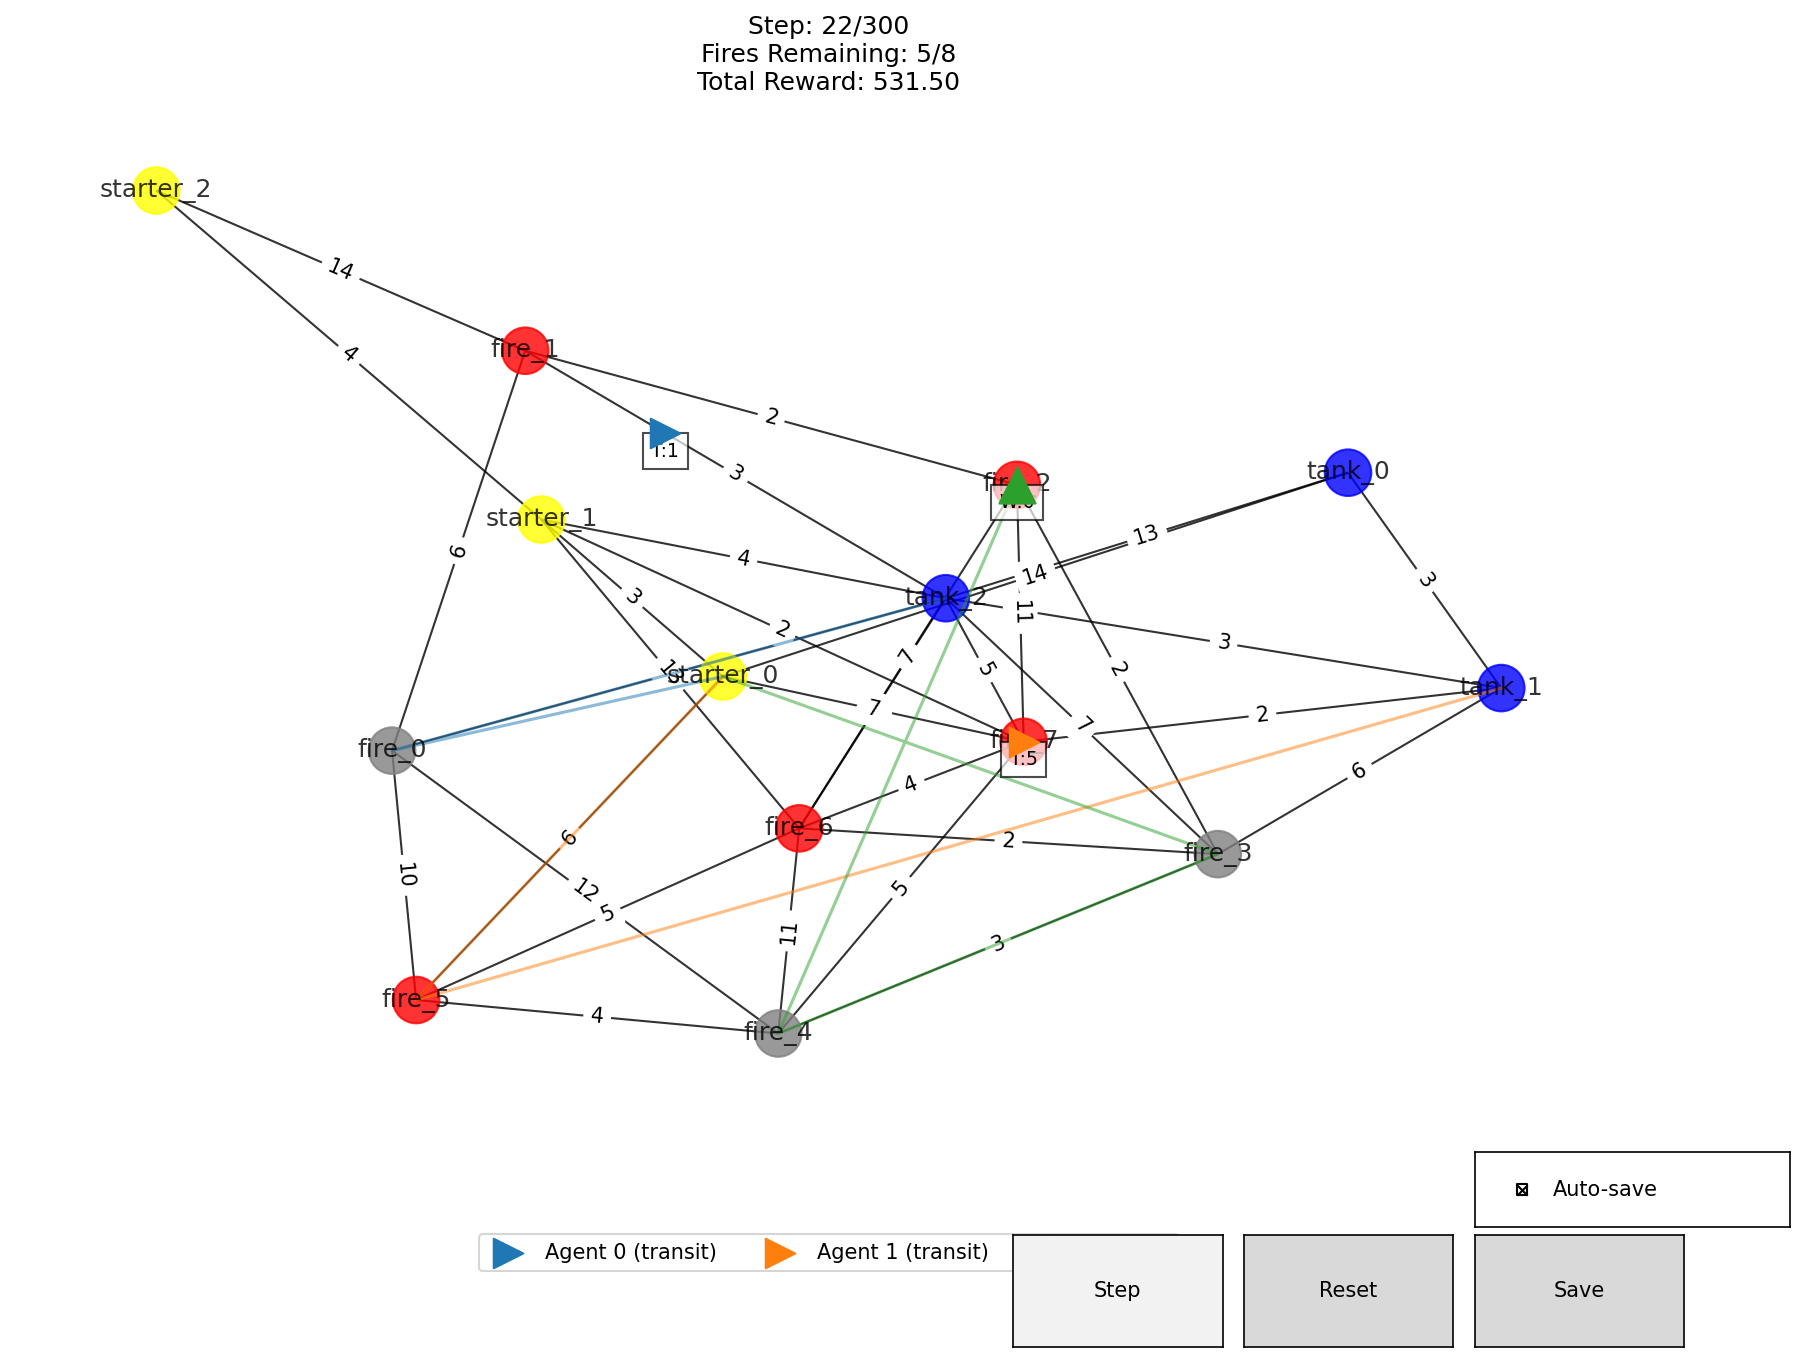 Step: 22/300
Fires Remaining: 5/8
Total Reward: 531.50
starter_2
14
4
fire_1
T:1
2
3
fire_2
tank_0
starter_1
13
6
4
14
3
11
3
tank_2
2
3
2
7
5
starter_0
tank_1
7
7
2
fire_0
fire_7
T:5
6
4
fire_6
6
2
fire_3
10
12
5
5
11
3
fire_5
4
fire_4
Auto-save
Agent 0 (transit)
Agent 1 (transit)
Step
Reset
Save